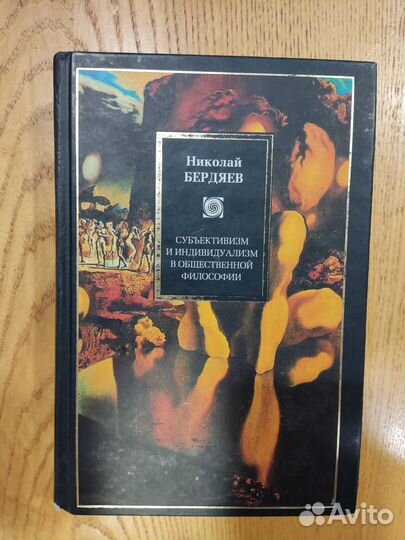 Николай
БЕРДЯЕВ
СУБЪЕКТИВИЗМ
И ИНДИВИДУАЛИЗМ
В ОБЩЕСТВЕННОЙ
ФИЛОСОФИИ
Avito